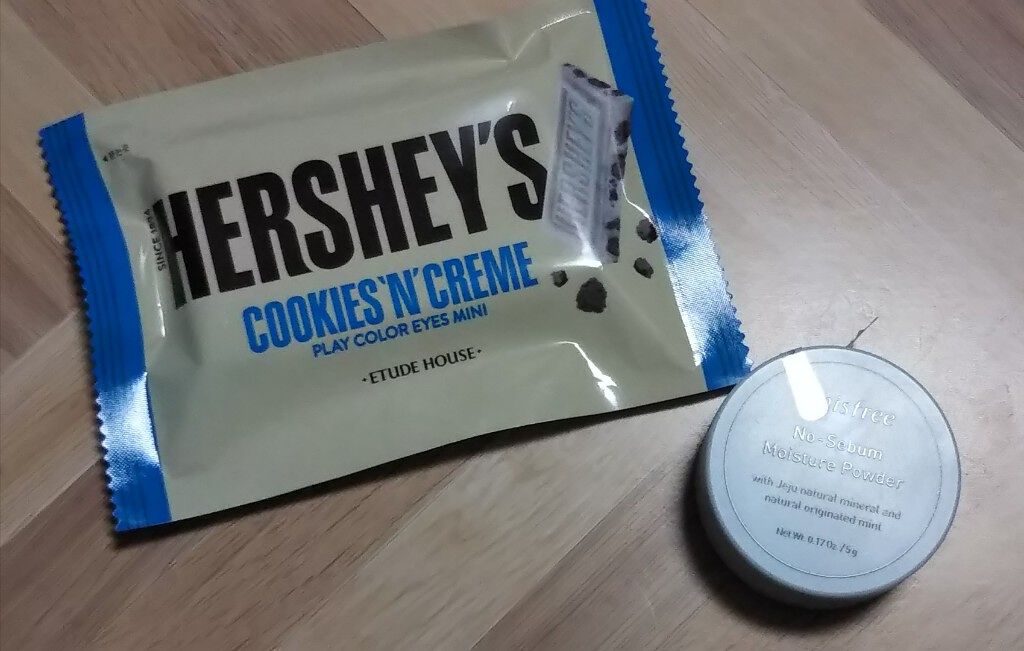 SINCE 1894
HERSHEY'S
COOKIES'N'CREME
PLAY COLOR EYES MINI
·ETUDE HOUSE·
HERSHEY'S
No-Sebum
Moisture Powder
with Jeju natural mineral and
natural originated mint
Net Wt. 0.17 Oz. / 5g